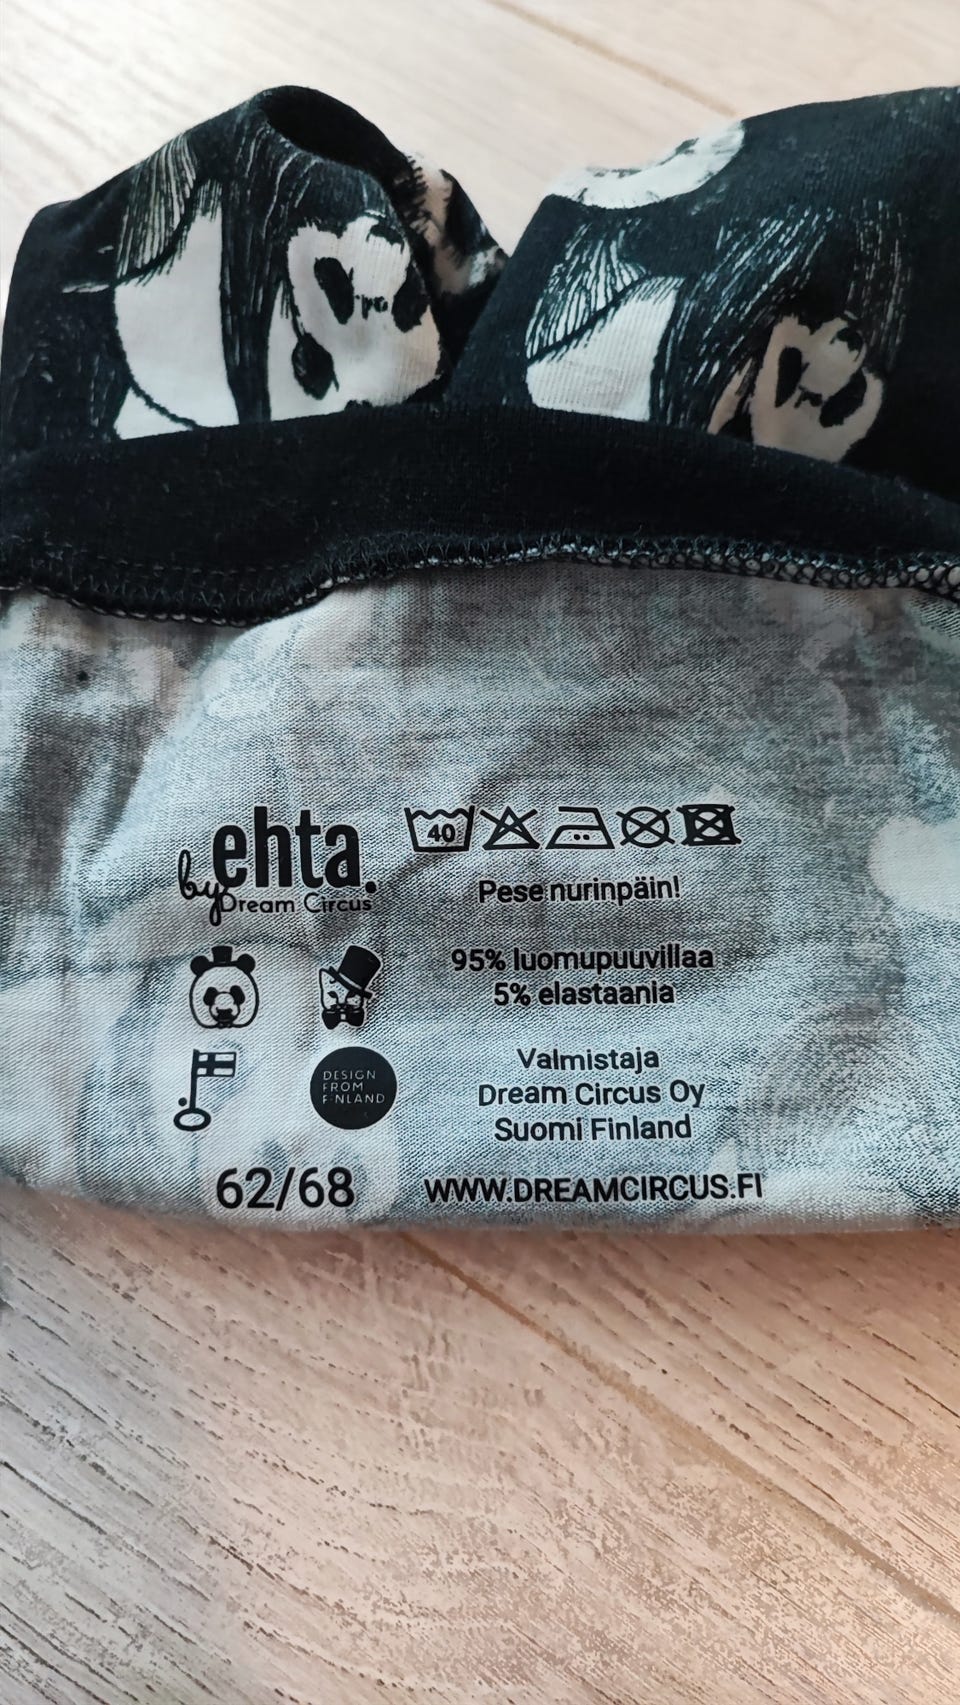 by ehta.
Dream Circus
40
Pese nurinpäin!
95% luomupuuvillaa
5% elastaania
DESIGN
FROM
FINLAND
Valmistaja
Dream Circus Oy
Suomi Finland
62/68
WWW.DREAMCIRCUS.FI